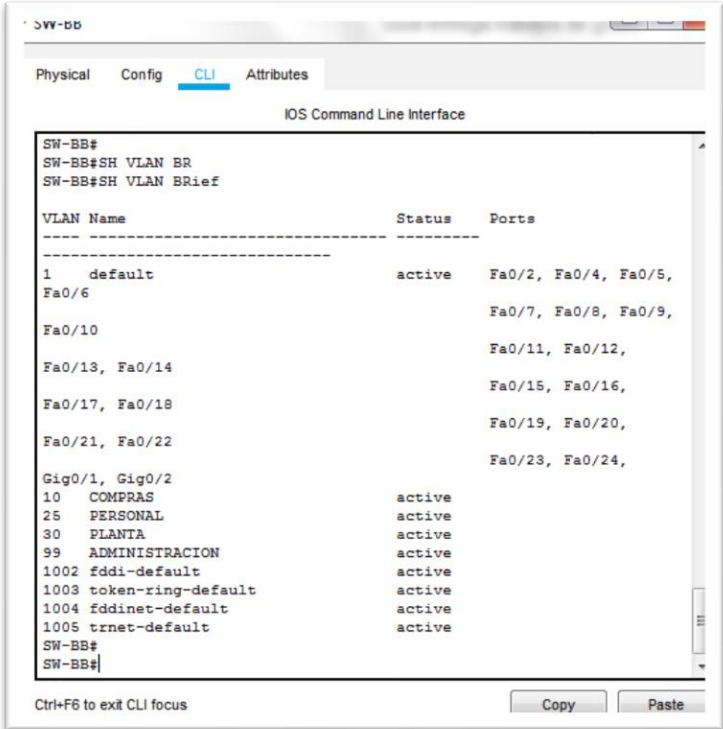 SW-BB
Physical Config CLI Attributes
IOS Command Line Interface
SW-BB#
SW-BB#SH VLAN BR
SW-BB#SH VLAN BRief
VLAN Name Status Ports
---- -------------------------------- ---------
-------------------------------
1 default active Fa0/2, Fa0/4, Fa0/5,
Fa0/6
Fa0/7, Fa0/8, Fa0/9,
Fa0/10
Fa0/11, Fa0/12,
Fa0/13, Fa0/14
Fa0/15, Fa0/16,
Fa0/17, Fa0/18
Fa0/19, Fa0/20,
Fa0/21, Fa0/22
Fa0/23, Fa0/24,
Gig0/1, Gig0/2
10 COMPRAS active
25 PERSONAL active
30 PLANTA active
99 ADMINISTRACION active
1002 fddi-default active
1003 token-ring-default active
1004 fddinet-default active
1005 trnet-default active
SW-BB#
SW-BB#
Ctrl+F6 to exit CLI focus
Copy Paste